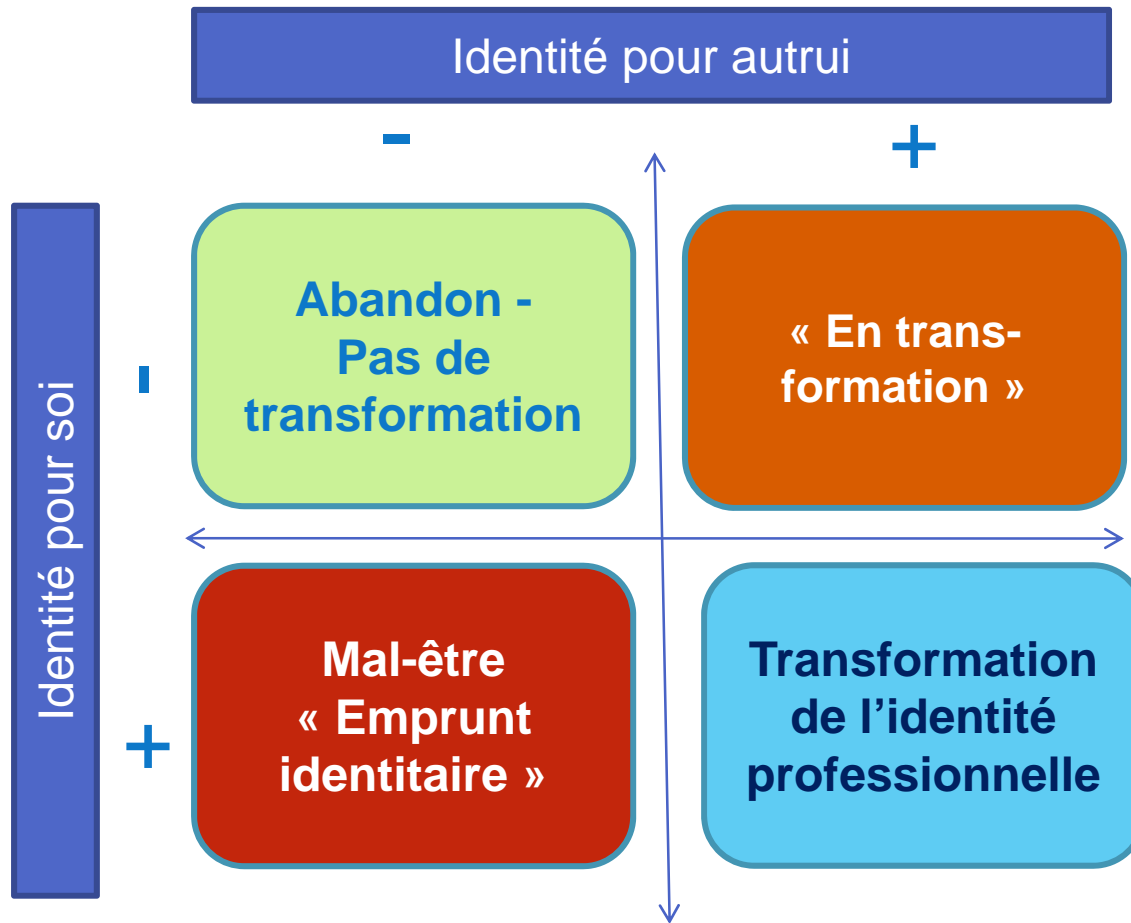 Identité pour autrui
-
+
Identité pour soi
-
Abandon -
Pas de
transformation
« En trans-
formation »
+
Mal-être
« Emprunt
identitaire »
Transformation
de l’identité
professionnelle